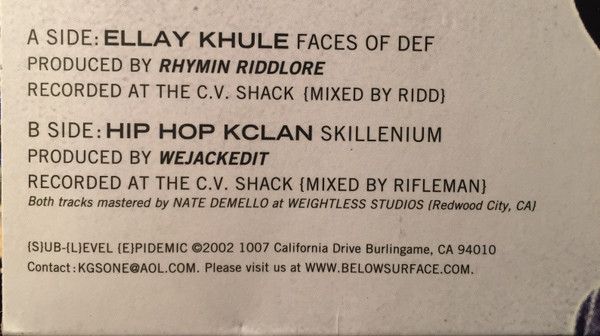 A SIDE: ELLAY KHULE FACES OF DEF
PRODUCED BY RHYMIN RIDDLORE
RECORDED AT THE C.V. SHACK {MIXED BY RIDD}
B SIDE: HIP HOP KCLAN SKILLENIUM
PRODUCED BY WEJACKEDIT
RECORDED AT THE C.V. SHACK {MIXED BY RIFLEMAN}
Both tracks mastered by NATE DEMELLO at WEIGHTLESS STUDIOS (Redwood City, CA)
{S}UB-{L}EVEL {E}PIDEMIC ©2002 1007 California Drive Burlingame, CA 94010
Contact: KGSONE@AOL.COM. Please visit us at WWW.BELOWSURFACE.COM.